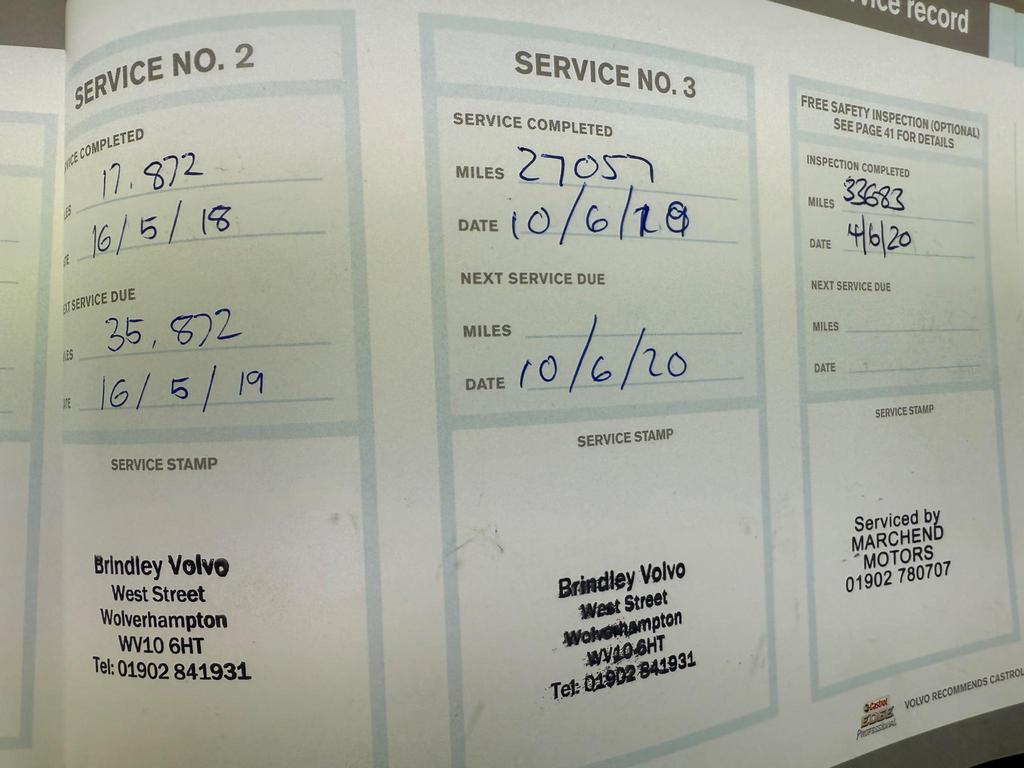 vice record
SERVICE NO. 2
VICE COMPLETED
17.872
16/5/18
XT SERVICE DUE
35,872
16/5/19
SERVICE STAMP
Brindley Volvo
West Street
Wolverhampton
WV10 6HT
Tel: 01902 841931
SERVICE NO. 3
SERVICE COMPLETED
MILES 27057
DATE 10/6/19
NEXT SERVICE DUE
MILES
DATE 10/6/20
SERVICE STAMP
Brindley Volvo
West Street
Wolverhampton
WV10 6HT
Tel: 01902 841931
FREE SAFETY INSPECTION (OPTIONAL)
SEE PAGE 41 FOR DETAILS
INSPECTION COMPLETED
MILES 33683
DATE 4/6/20
NEXT SERVICE DUE
MILES
DATE
SERVICE STAMP
Serviced by
MARCHEND
MOTORS
01902 780707
Castrol
EDGE
PROFESSIONAL
VOLVO RECOMMENDS CASTROL